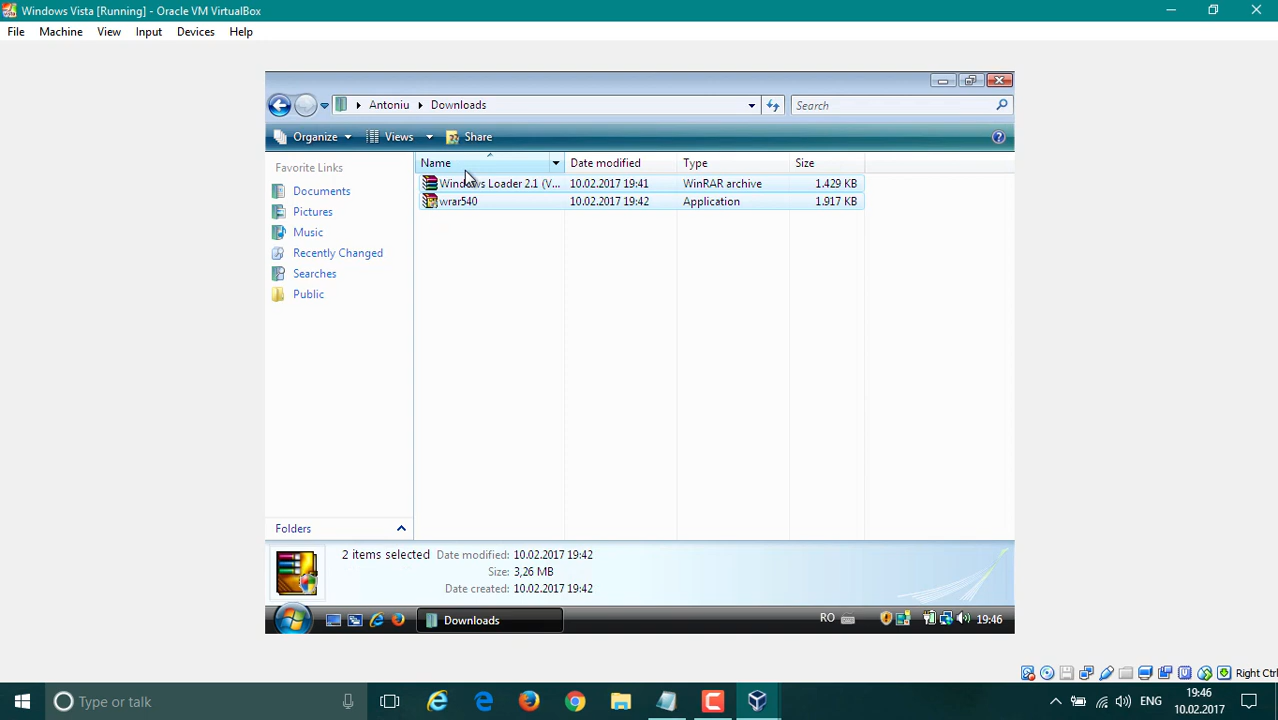 Windows Vista [Running] - Oracle VM VirtualBox
File Machine View Input Devices Help
Antoniu Downloads Search
Organize Views Share
Favorite Links
Documents
Pictures
Music
Recently Changed
Searches
Public
Folders
Name Date modified Type Size
Windows Loader 2.1 (V... 10.02.2017 19:41 WinRAR archive 1.429 KB
wrar540 10.02.2017 19:42 Application 1.917 KB
2 items selected Date modified: 10.02.2017 19:42
Size: 3,26 MB
Date created: 10.02.2017 19:42
Downloads RO 19:46
Right Ctrl
Type or talk ENG 19:46
10.02.2017